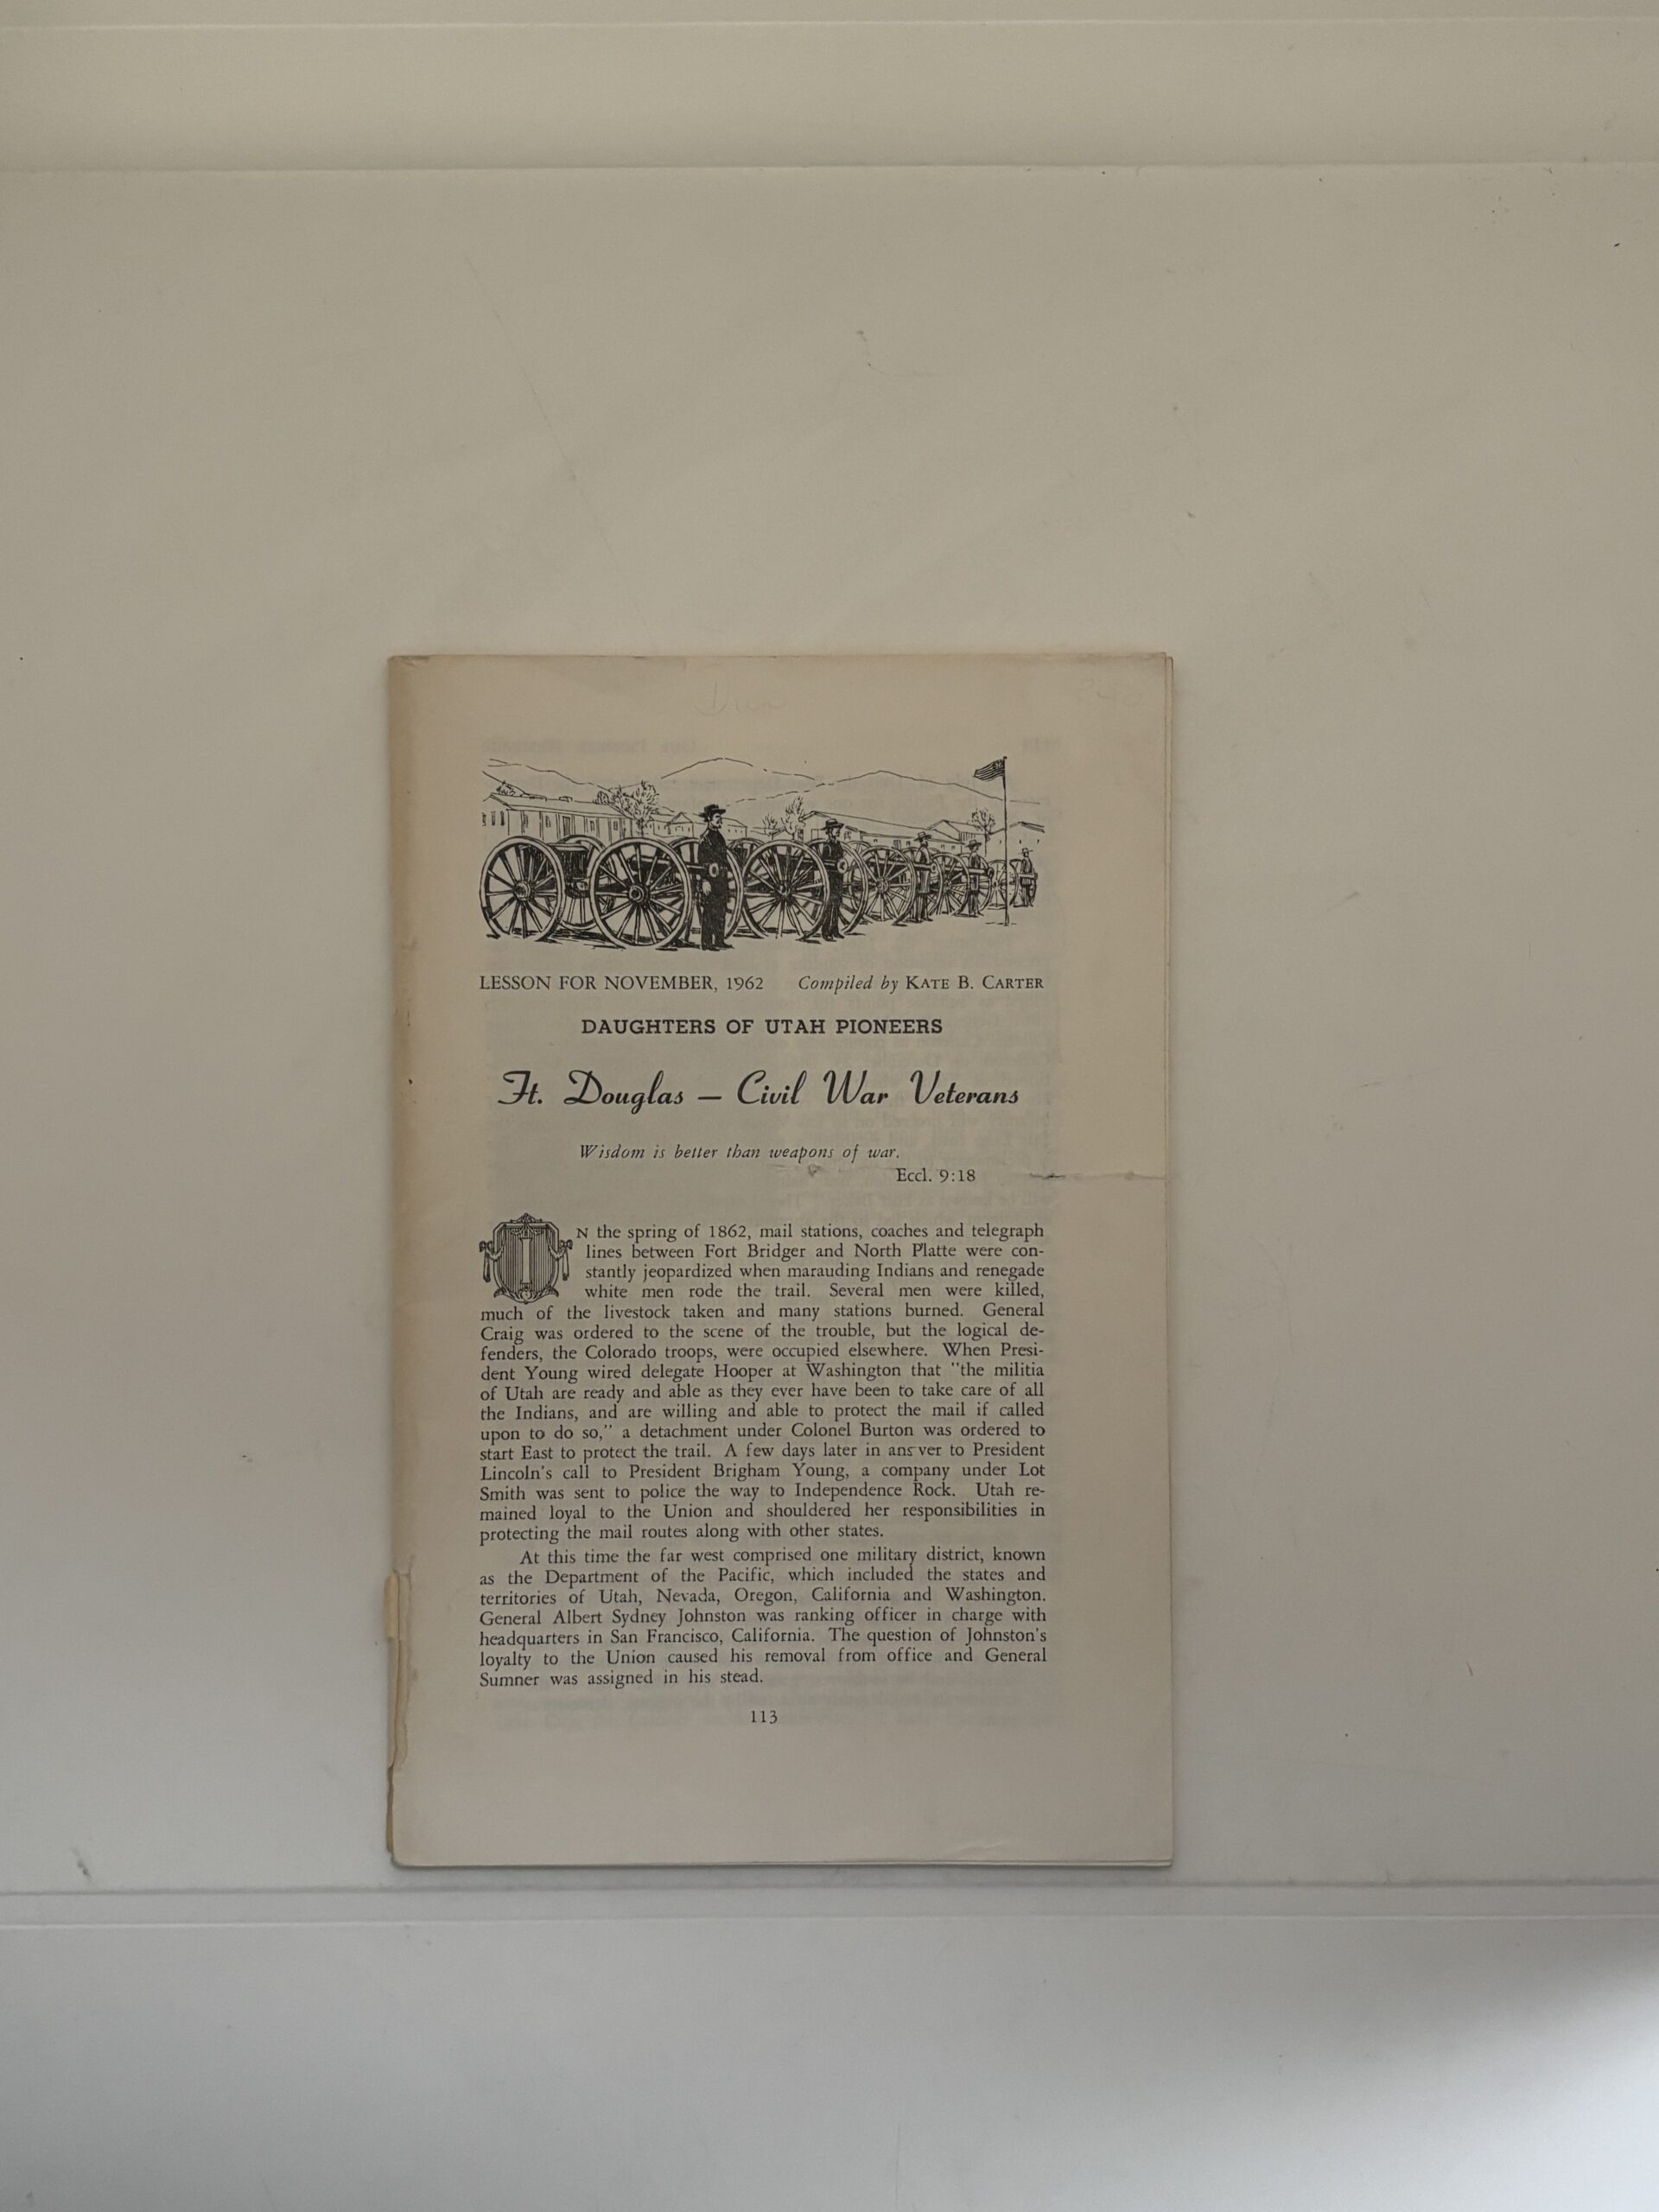 LESSON FOR NOVEMBER, 1962 Compiled by KATE B. CARTER
DAUGHTERS OF UTAH PIONEERS
Ft. Douglas — Civil War Veterans
Wisdom is better than weapons of war.
Eccl. 9:18
IN the spring of 1862, mail stations, coaches and telegraph
lines between Fort Bridger and North Platte were con-
stantly jeopardized when marauding Indians and renegade
white men rode the trail. Several men were killed,
much of the livestock taken and many stations burned. General
Craig was ordered to the scene of the trouble, but the logical de-
fenders, the Colorado troops, were occupied elsewhere. When Presi-
dent Young wired delegate Hooper at Washington that "the militia
of Utah are ready and able as they ever have been to take care of all
the Indians, and are willing and able to protect the mail if called
upon to do so," a detachment under Colonel Burton was ordered to
start East to protect the trail. A few days later in answer to President
Lincoln's call to President Brigham Young, a company under Lot
Smith was sent to police the way to Independence Rock. Utah re-
mained loyal to the Union and shouldered her responsibilities in
protecting the mail routes along with other states.
At this time the far west comprised one military district, known
as the Department of the Pacific, which included the states and
territories of Utah, Nevada, Oregon, California and Washington.
General Albert Sydney Johnston was ranking officer in charge with
headquarters in San Francisco, California. The question of Johnston's
loyalty to the Union caused his removal from office and General
Sumner was assigned in his stead.
113